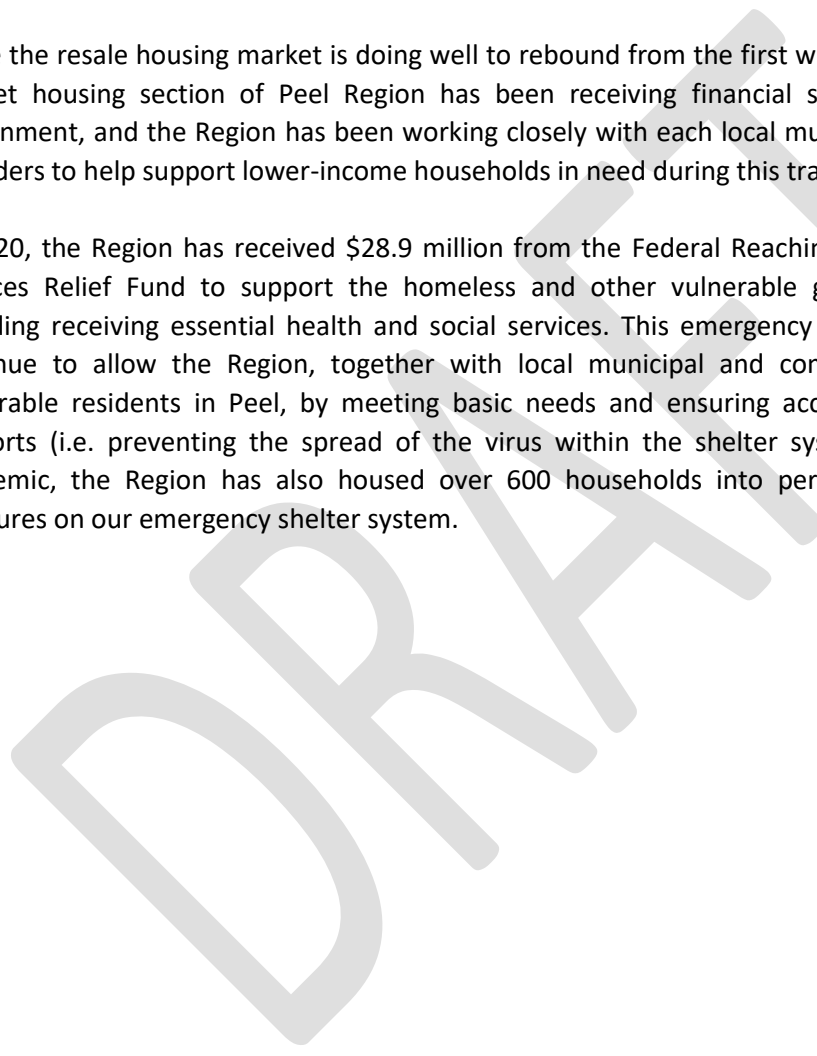 e the resale housing market is doing well to rebound from the first w
et housing section of Peel Region has been receiving financial s
rnment, and the Region has been working closely with each local mu
ders to help support lower-income households in need during this tra
20, the Region has received $28.9 million from the Federal Reachin
ces Relief Fund to support the homeless and other vulnerable g
ding receiving essential health and social services. This emergency
nue to allow the Region, together with local municipal and con
rable residents in Peel, by meeting basic needs and ensuring acc
orts (i.e. preventing the spread of the virus within the shelter sys
emic, the Region has also housed over 600 households into per
ures on our emergency shelter system.
DRAFT